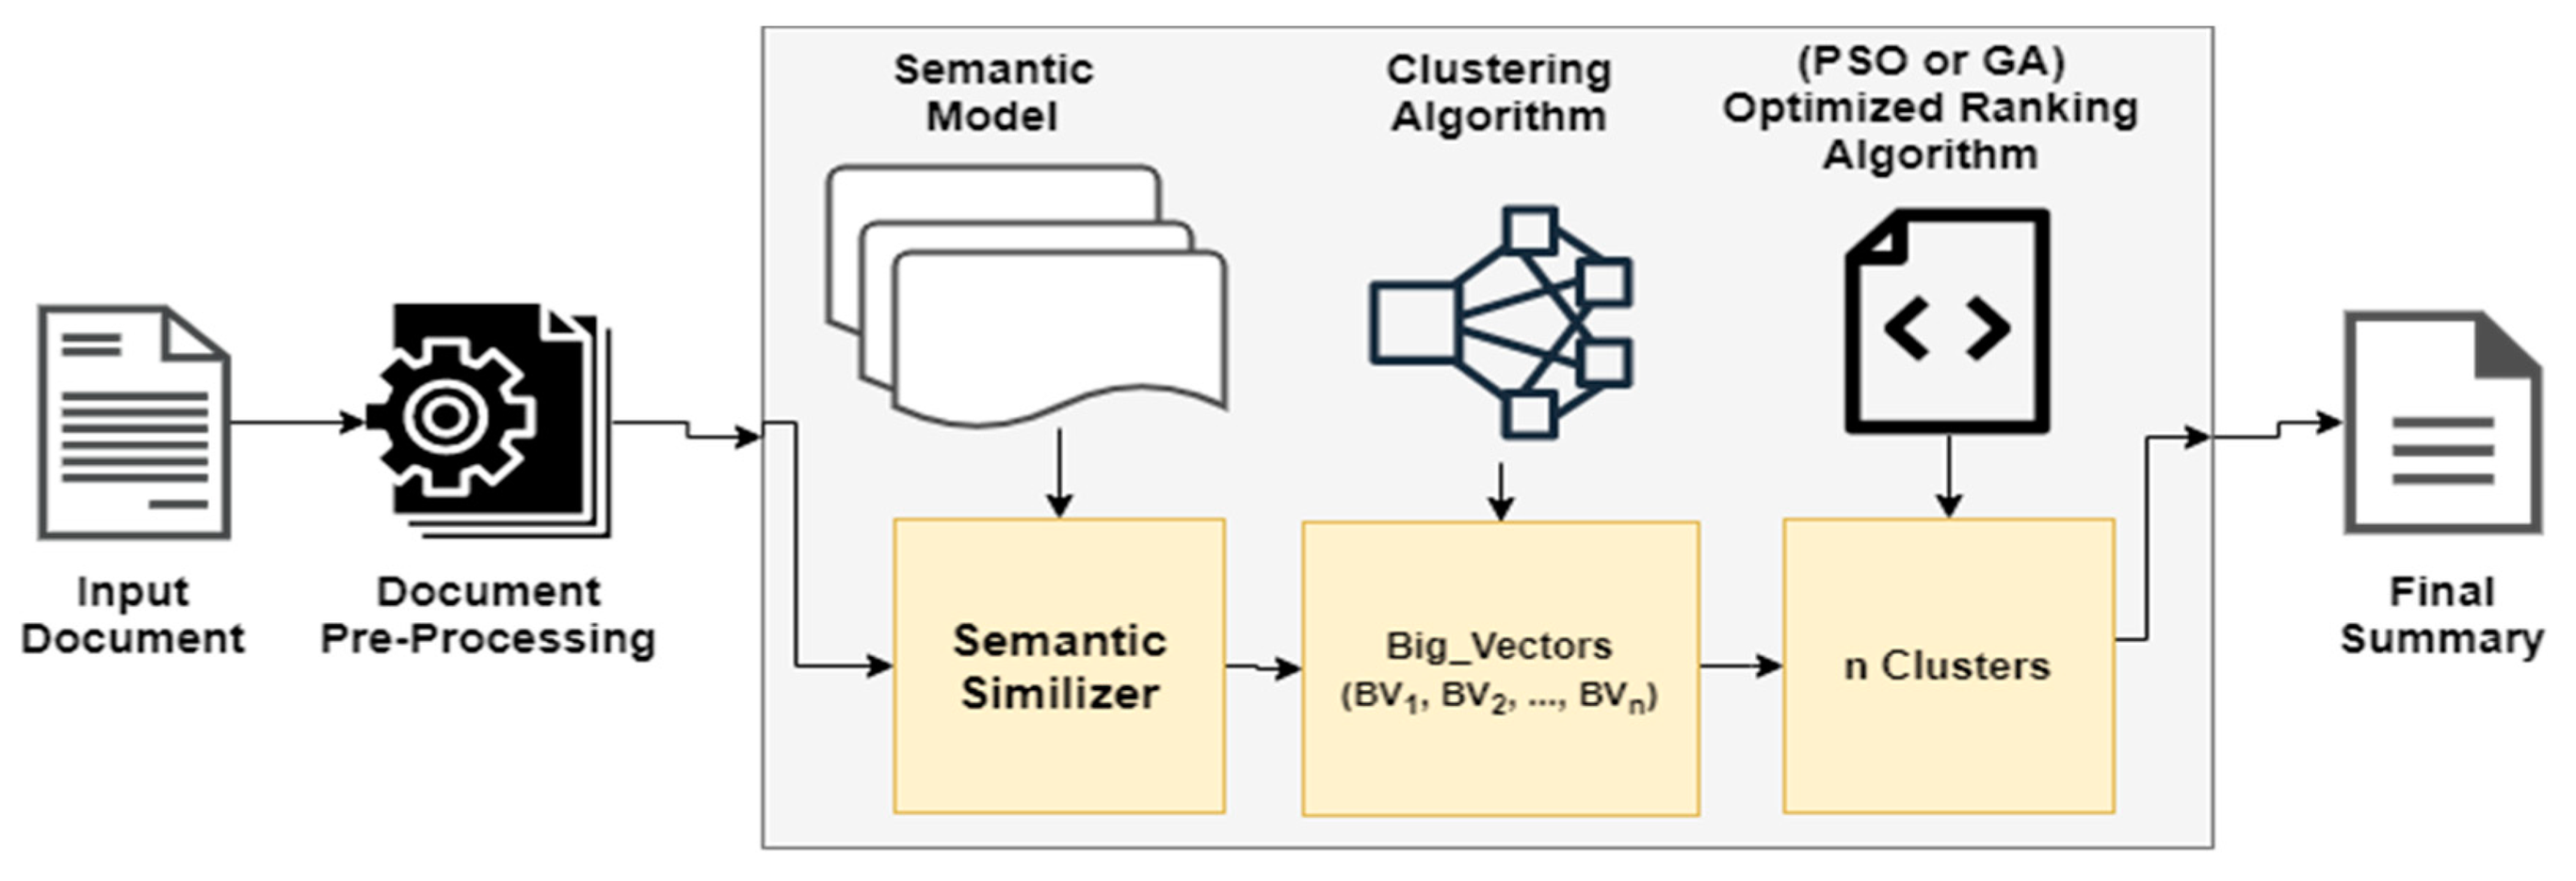 Input
Document
Document
Pre-Processing
Semantic
Model
Clustering
Algorithm
(PSO or GA)
Optimized Ranking
Algorithm
< >
Semantic
Similizer
Big_Vectors
(BV₁, BV₂, ..., BVₙ)
n Clusters
Final
Summary